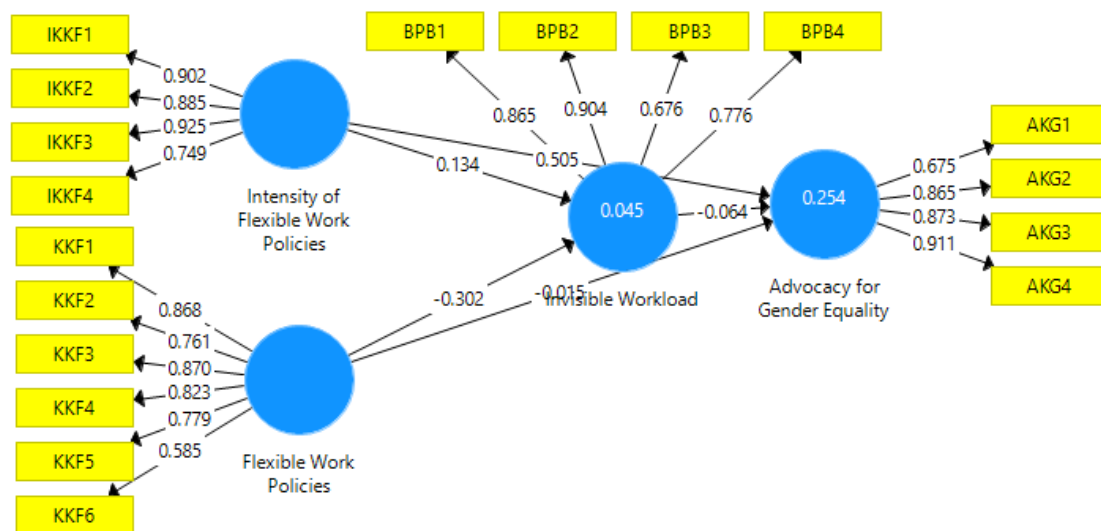 IKKF1
IKKF2
IKKF3
IKKF4
0.902
0.885
0.925
0.749
Intensity of
Flexible Work
Policies
KKF1
KKF2
KKF3
KKF4
KKF5
KKF6
0.868
0.761
0.870
0.823
0.779
0.585
Flexible Work
Policies
BPB1
BPB2
BPB3
BPB4
0.865
0.904
0.676
0.776
0.505
0.134
-0.302
-0.015
-0.064
0.045
Invisible Workload
0.254
Advocacy for
Gender Equality
0.675
0.865
0.873
0.911
AKG1
AKG2
AKG3
AKG4